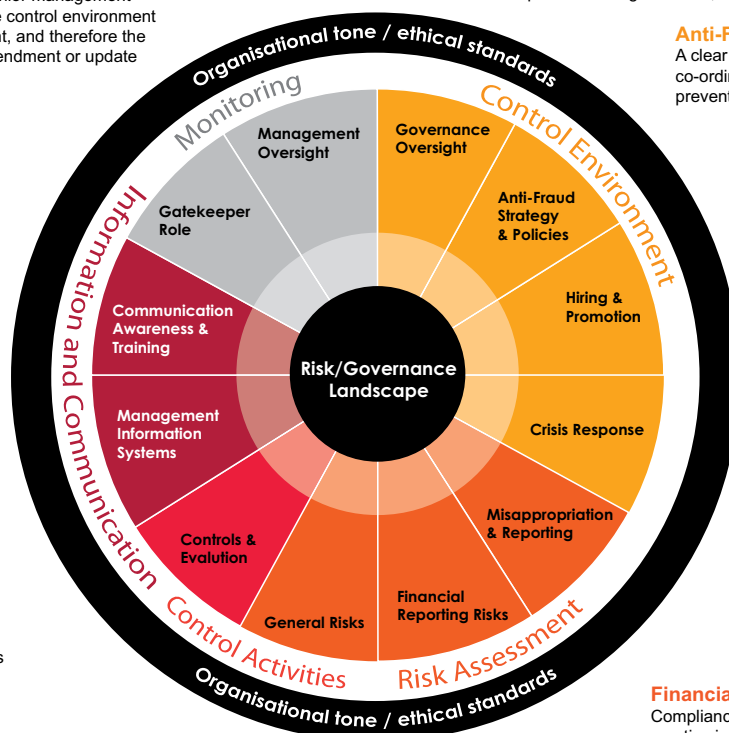 e control environment
t, and therefore the
endment or update
Organisational tone / ethical standards
Anti-F
A clear
co-ordin
prevent
Monitoring
Control Environment
Management
Oversight
Governance
Oversight
Gatekeeper
Role
Anti-Fraud
Strategy
& Policies
Information and Communication
Communication
Awareness &
Training
Hiring &
Promotion
Risk/Governance
Landscape
Management
Information
Systems
Crisis Response
Misappropriation
& Reporting
Controls &
Evalution
Financial
Reporting Risks
General Risks
Control Activities
Risk Assessment
Organisational tone / ethical standards
s
Financia
Complianc